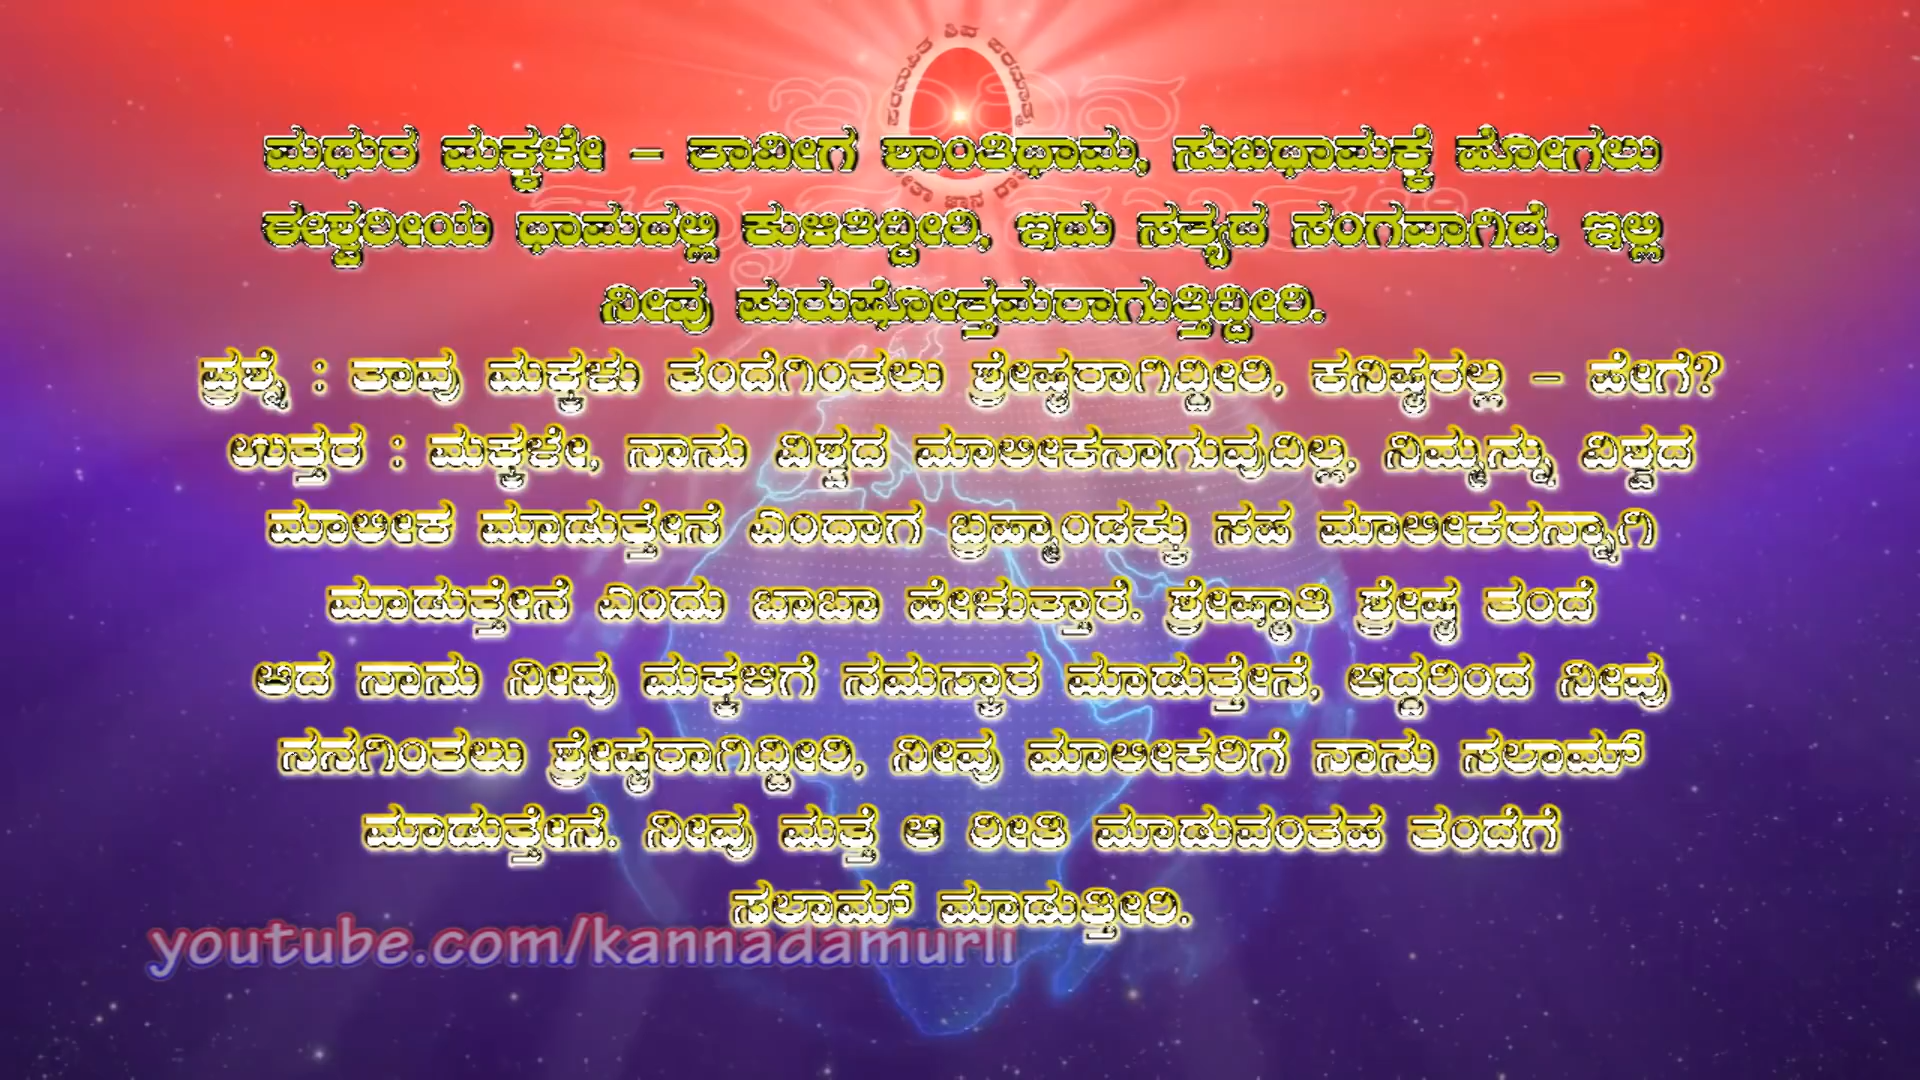 ಮಧುರ ಮಕ್ಕಳೇ – ತಾವೀಗ ಶಾಂತಿಧಾಮ, ಸುಖಧಾಮಕ್ಕೆ ಹೋಗಲು
ಈಶ್ವರೀಯ ಧಾಮದಲ್ಲಿ ಕುಳಿತಿದ್ದೀರಿ, ಇದು ಸತ್ಯದ ಸಂಗವಾಗಿದೆ, ಇಲ್ಲಿ
ನೀವು ಪುರುಷೋತ್ತಮರಾಗುತ್ತಿದ್ದೀರಿ.
ಪ್ರಶ್ನೆ : ತಾವು ಮಕ್ಕಳು ತಂದೆಗಿಂತಲು ಶ್ರೇಷ್ಠರಾಗಿದ್ದೀರಿ, ಕನಿಷ್ಠರಲ್ಲ – ಹೇಗೆ?
ಉತ್ತರ : ಮಕ್ಕಳೇ, ನಾನು ವಿಶ್ವದ ಮಾಲೀಕನಾಗುವುದಿಲ್ಲ, ನಿಮ್ಮನ್ನು ವಿಶ್ವದ
ಮಾಲೀಕ ಮಾಡುತ್ತೇನೆ ಎಂದಾಗ ಬ್ರಹ್ಮಾಂಡಕ್ಕು ಸಹ ಮಾಲೀಕರನ್ನಾಗಿ
ಮಾಡುತ್ತೇನೆ ಎಂದು ಬಾಬಾ ಹೇಳುತ್ತಾರೆ. ಶ್ರೇಷ್ಠಾತಿ ಶ್ರೇಷ್ಠ ತಂದೆ
ಆದ ನಾನು ನೀವು ಮಕ್ಕಳಿಗೆ ನಮಸ್ಕಾರ ಮಾಡುತ್ತೇನೆ, ಆದ್ದರಿಂದ ನೀವು
ನನಗಿಂತಲು ಶ್ರೇಷ್ಠರಾಗಿದ್ದೀರಿ, ನೀವು ಮಾಲೀಕರಿಗೆ ನಾನು ಸಲಾಮ್
ಮಾಡುತ್ತೇನೆ. ನೀವು ಮತ್ತೆ ಆ ರೀತಿ ಮಾಡುವಂತಹ ತಂದೆಗೆ
ಸಲಾಮ್ ಮಾಡುತ್ತೀರಿ.
youtube.com/kannadamurli